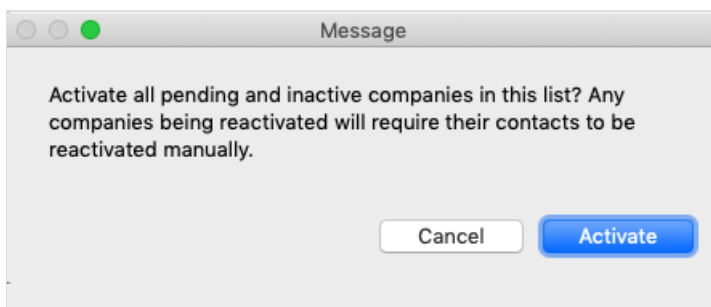 Message
Activate all pending and inactive companies in this list? Any
companies being reactivated will require their contacts to be
reactivated manually.
Cancel
Activate